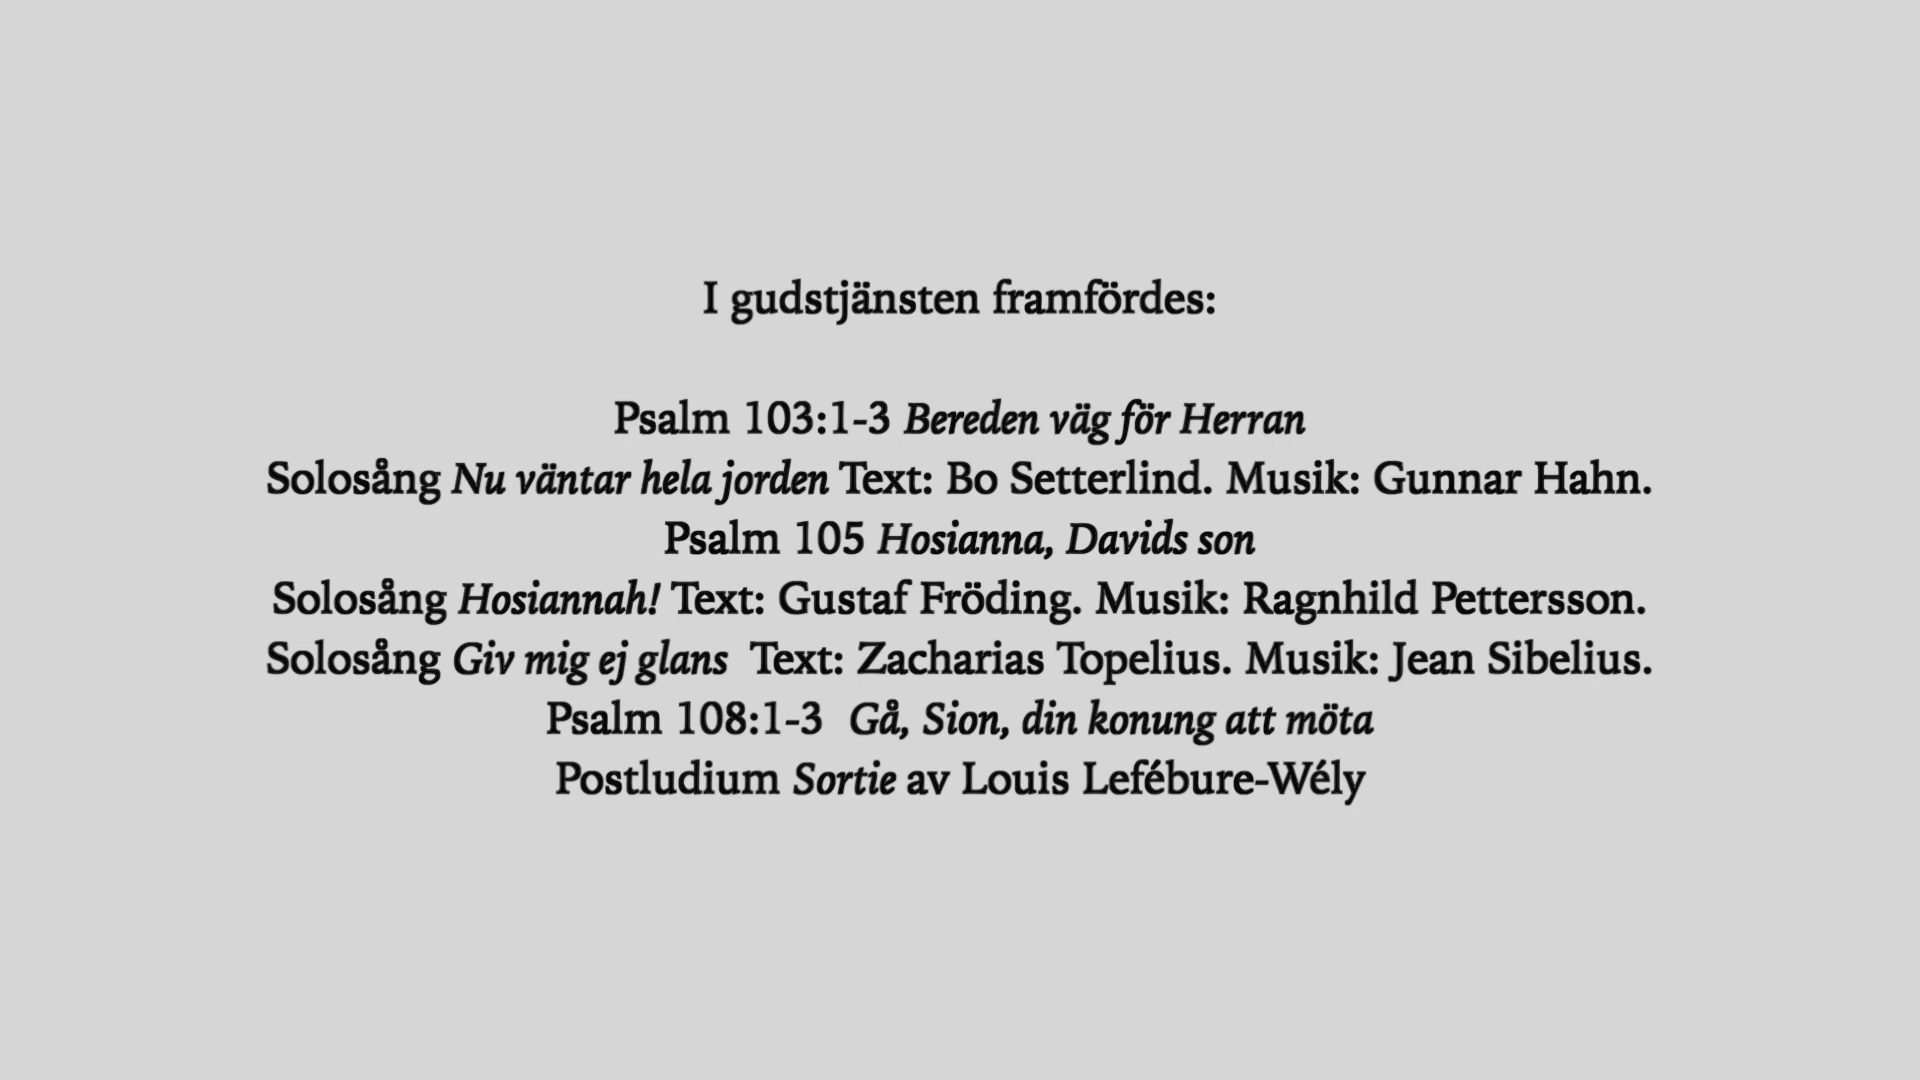 I gudstjänsten framfördes:
Psalm 103:1-3 Bereden väg för Herran
Solosång Nu väntar hela jorden Text: Bo Setterlind. Musik: Gunnar Hahn.
Psalm 105 Hosianna, Davids son
Solosång Hosiannah! Text: Gustaf Fröding. Musik: Ragnhild Pettersson.
Solosång Giv mig ej glans  Text: Zacharias Topelius. Musik: Jean Sibelius.
Psalm 108:1-3  Gå, Sion, din konung att möta
Postludium Sortie av Louis Lefébure-Wély